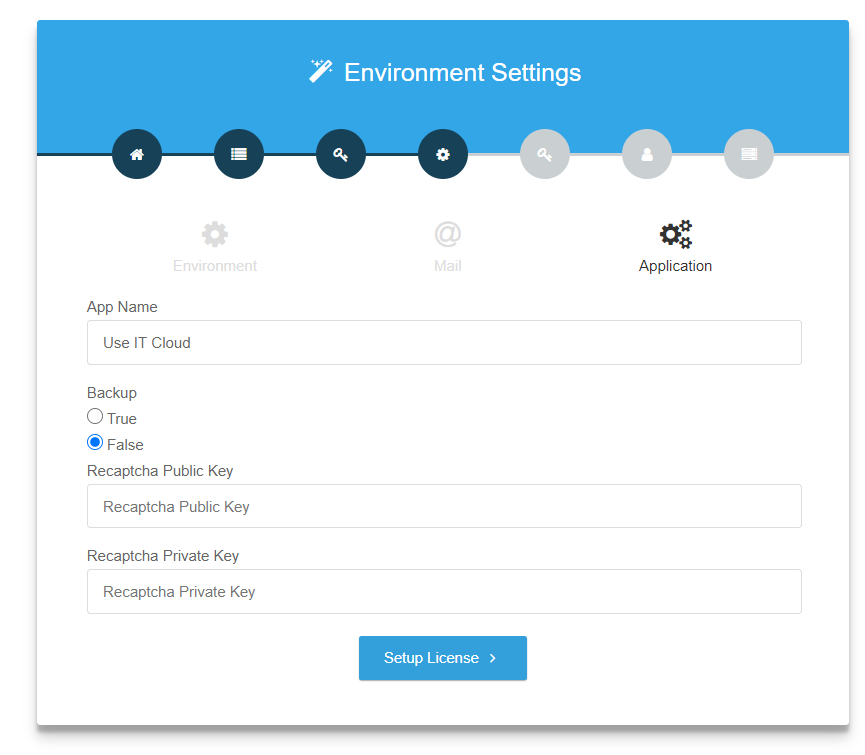 Environment Settings
Environment
Mail
Application
App Name
Use IT Cloud
Backup
True
False
Recaptcha Public Key
Recaptcha Public Key
Recaptcha Private Key
Recaptcha Private Key
Setup License